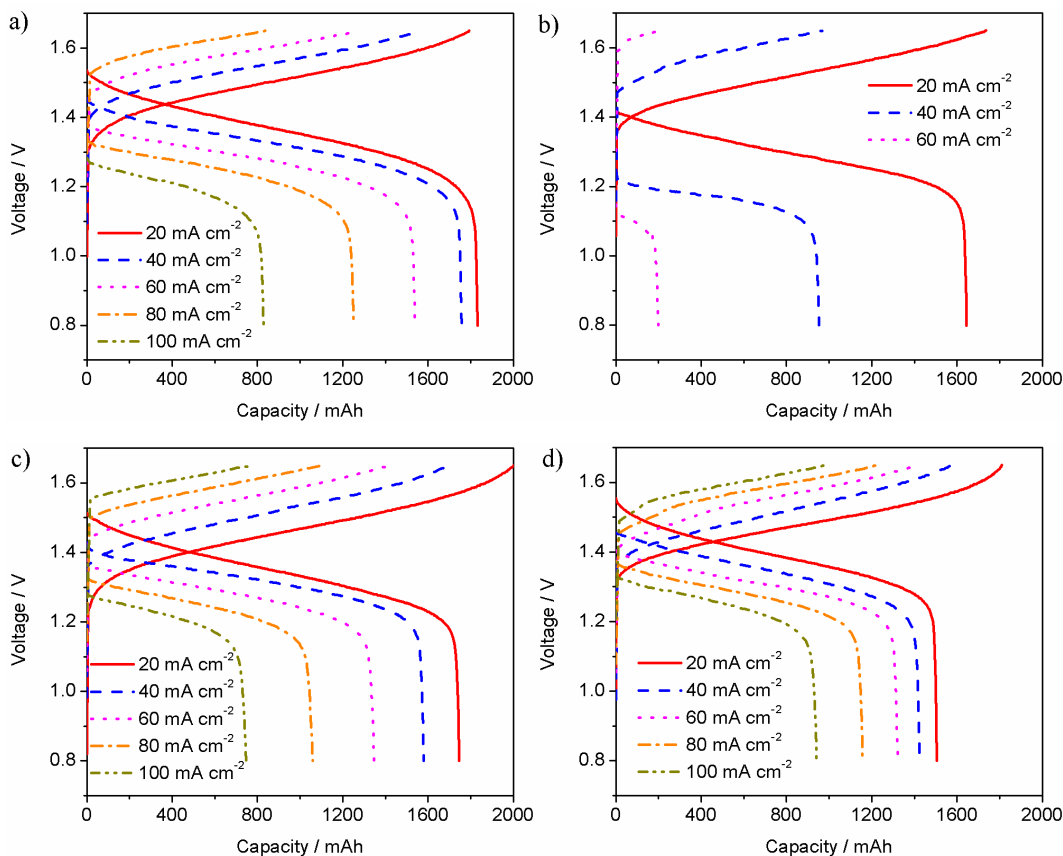 a)
1.6
1.4
1.2
1.0
0.8
Voltage / V
20 mA cm-2
40 mA cm-2
60 mA cm-2
80 mA cm-2
100 mA cm-2
0 400 800 1200 1600 2000
Capacity / mAh
b)
1.6
1.4
1.2
1.0
0.8
Voltage / V
20 mA cm-2
40 mA cm-2
60 mA cm-2
0 400 800 1200 1600 2000
Capacity / mAh
c)
1.6
1.4
1.2
1.0
0.8
Voltage / V
20 mA cm-2
40 mA cm-2
60 mA cm-2
80 mA cm-2
100 mA cm-2
0 400 800 1200 1600 2000
Capacity / mAh
d)
1.6
1.4
1.2
1.0
0.8
Voltage / V
20 mA cm-2
40 mA cm-2
60 mA cm-2
80 mA cm-2
100 mA cm-2
0 400 800 1200 1600 2000
Capacity / mAh